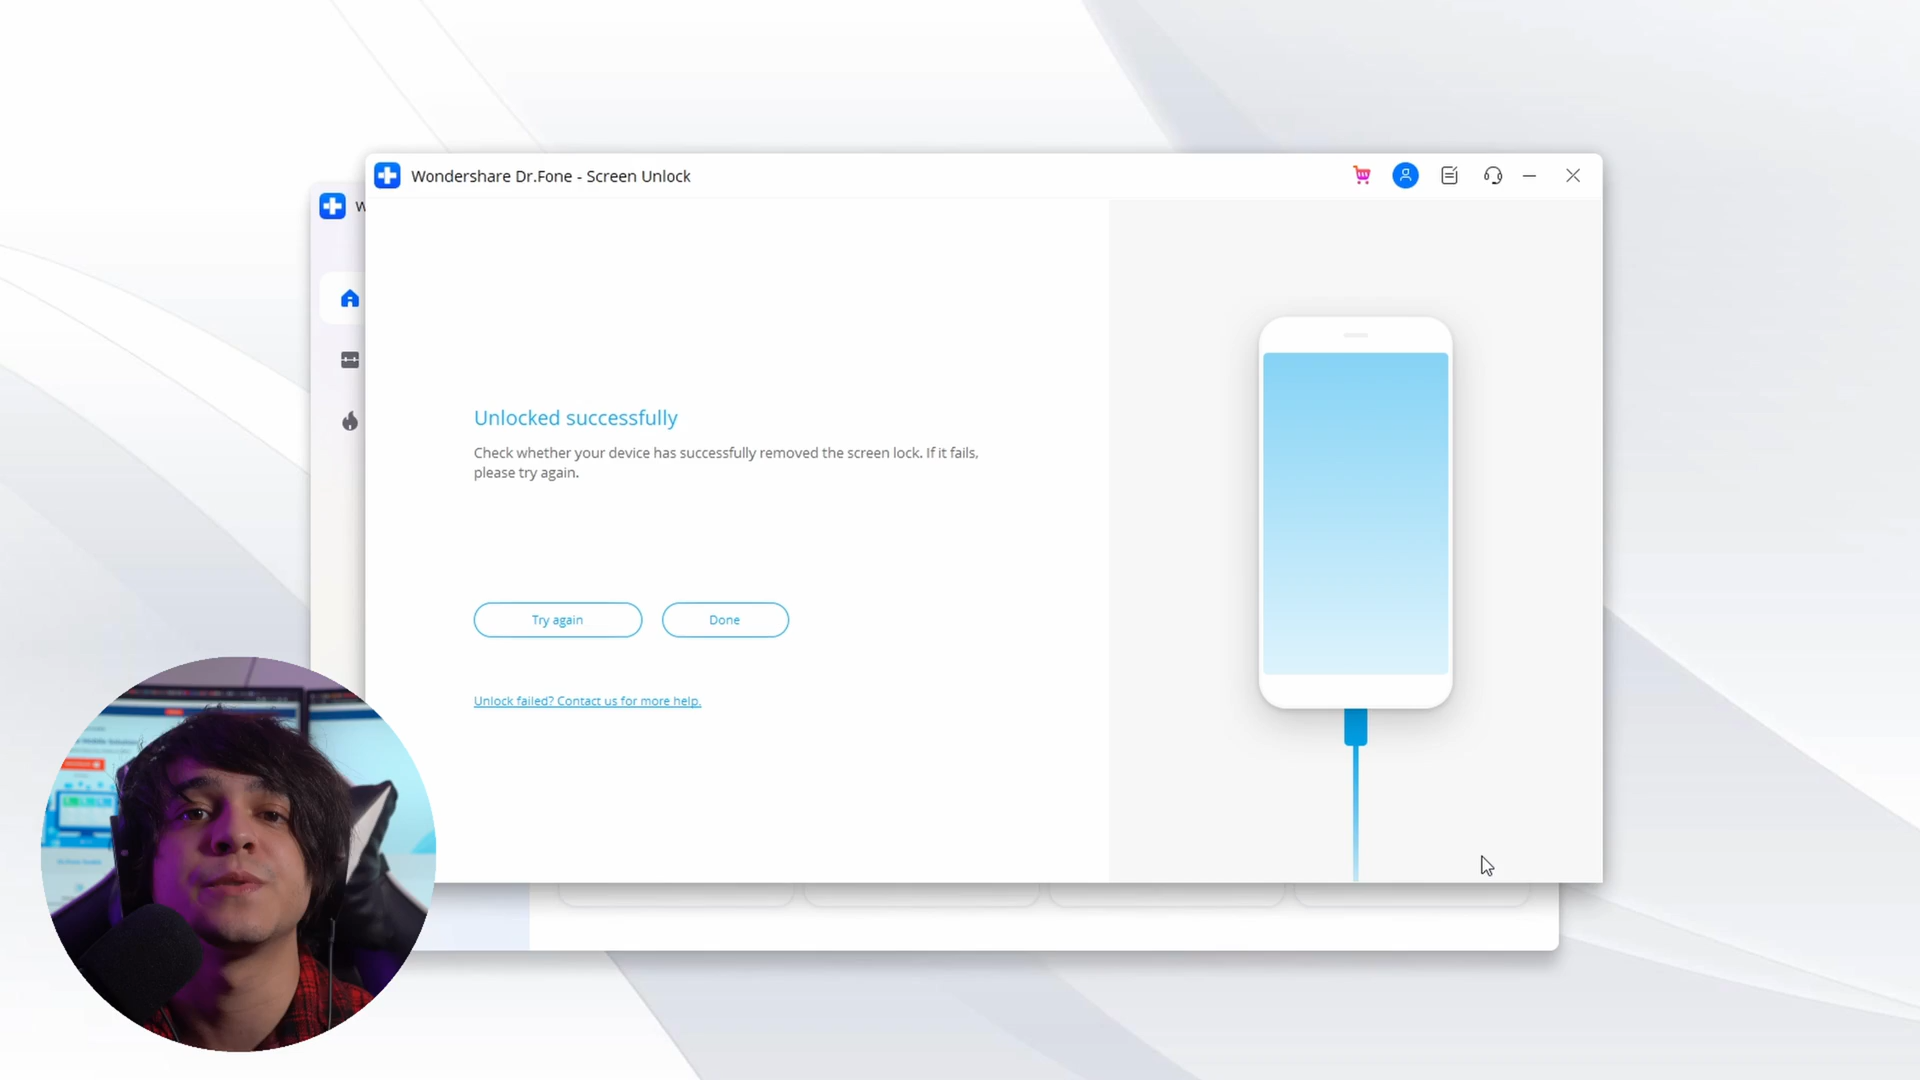 Wondershare Dr.Fone - Screen Unlock
W
Unlocked successfully
Check whether your device has successfully removed the screen lock. If it fails,
please try again.
Try again
Done
Unlock failed? Contact us for more help.